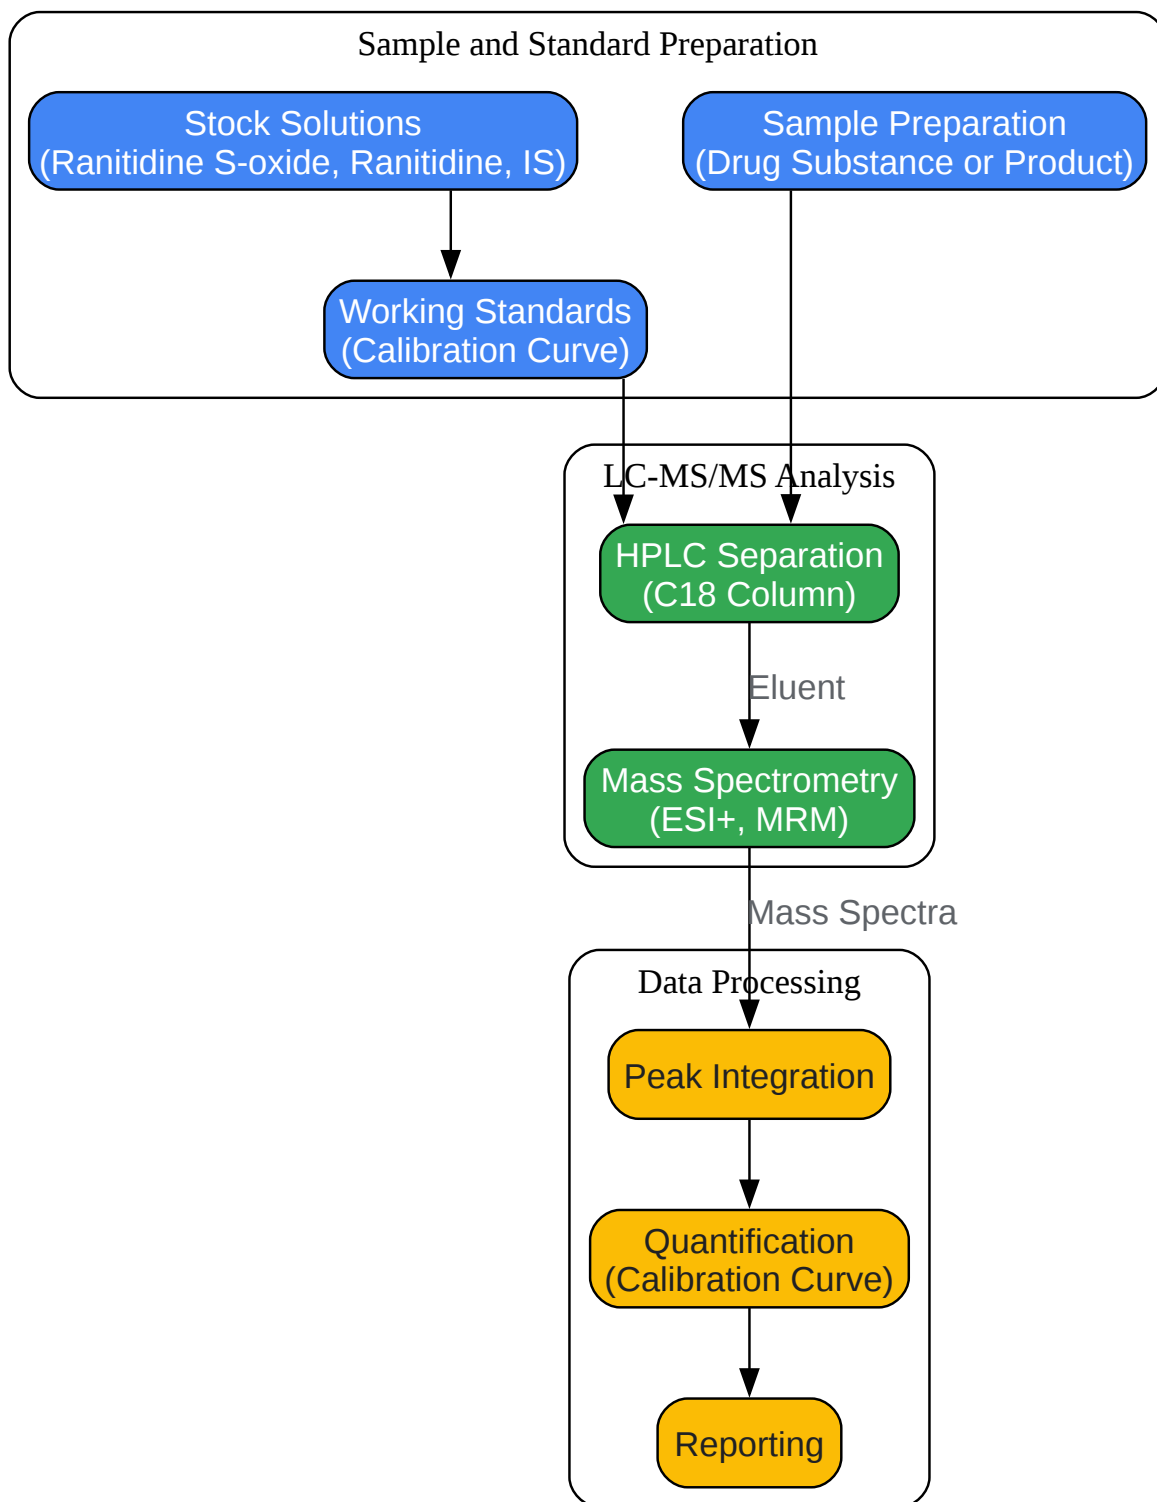 Sample and Standard Preparation
Stock Solutions
(Ranitidine S-oxide, Ranitidine, IS)
Sample Preparation
(Drug Substance or Product)
Working Standards
(Calibration Curve)
LC-MS/MS Analysis
HPLC Separation
(C18 Column)
Eluent
Mass Spectrometry
(ESI+, MRM)
Mass Spectra
Data Processing
Peak Integration
Quantification
(Calibration Curve)
Reporting